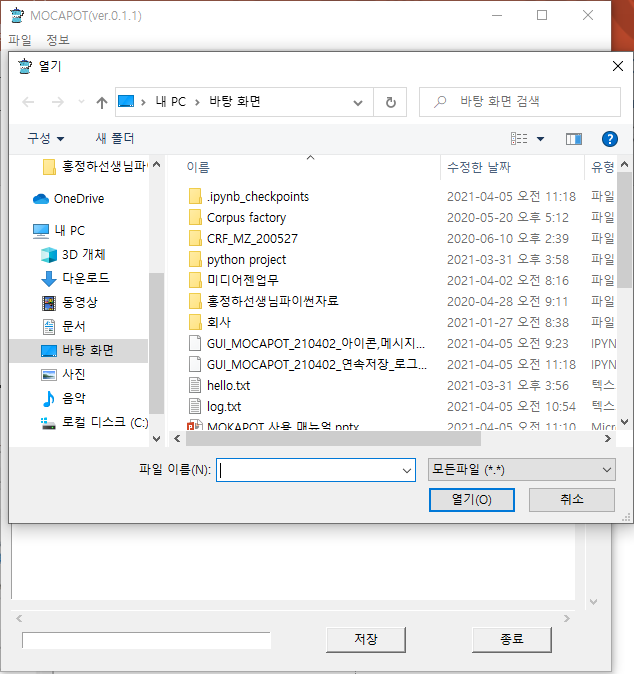 MOCAPOT(ver.0.1.1)
파일 정보
열기
내 PC 바탕 화면 바탕 화면 검색
구성 새 폴더
이름 수정한 날짜 유형
홍정하선생님파이
OneDrive
내 PC
3D 개체
다운로드
동영상
문서
바탕 화면
사진
음악
로컬 디스크 (C:)
.ipynb_checkpoints 2021-04-05 오전 11:18 파일
Corpus factory 2020-05-20 오후 5:12 파일
CRF_MZ_200527 2020-06-10 오후 2:39 파일
python project 2021-03-31 오후 3:58 파일
미디어젠업무 2021-04-02 오전 8:16 파일
홍정하선생님파이썬자료 2020-04-28 오전 9:11 파일
회사 2021-01-27 오전 8:38 파일
GUI_MOCAPOT_210402_아이콘,메시지... 2021-04-05 오전 9:23 IPYN
GUI_MOCAPOT_210402_연속저장_로그... 2021-04-05 오전 11:18 IPYN
hello.txt 2021-03-31 오후 3:56 텍스
log.txt 2021-04-05 오전 10:54 텍스
MOKAPOT 사용 매뉴얼.pptx 2021-04-05 오전 11:10 Micr
파일 이름(N): 모든파일 (*.*)
열기(O) 취소
저장 종료